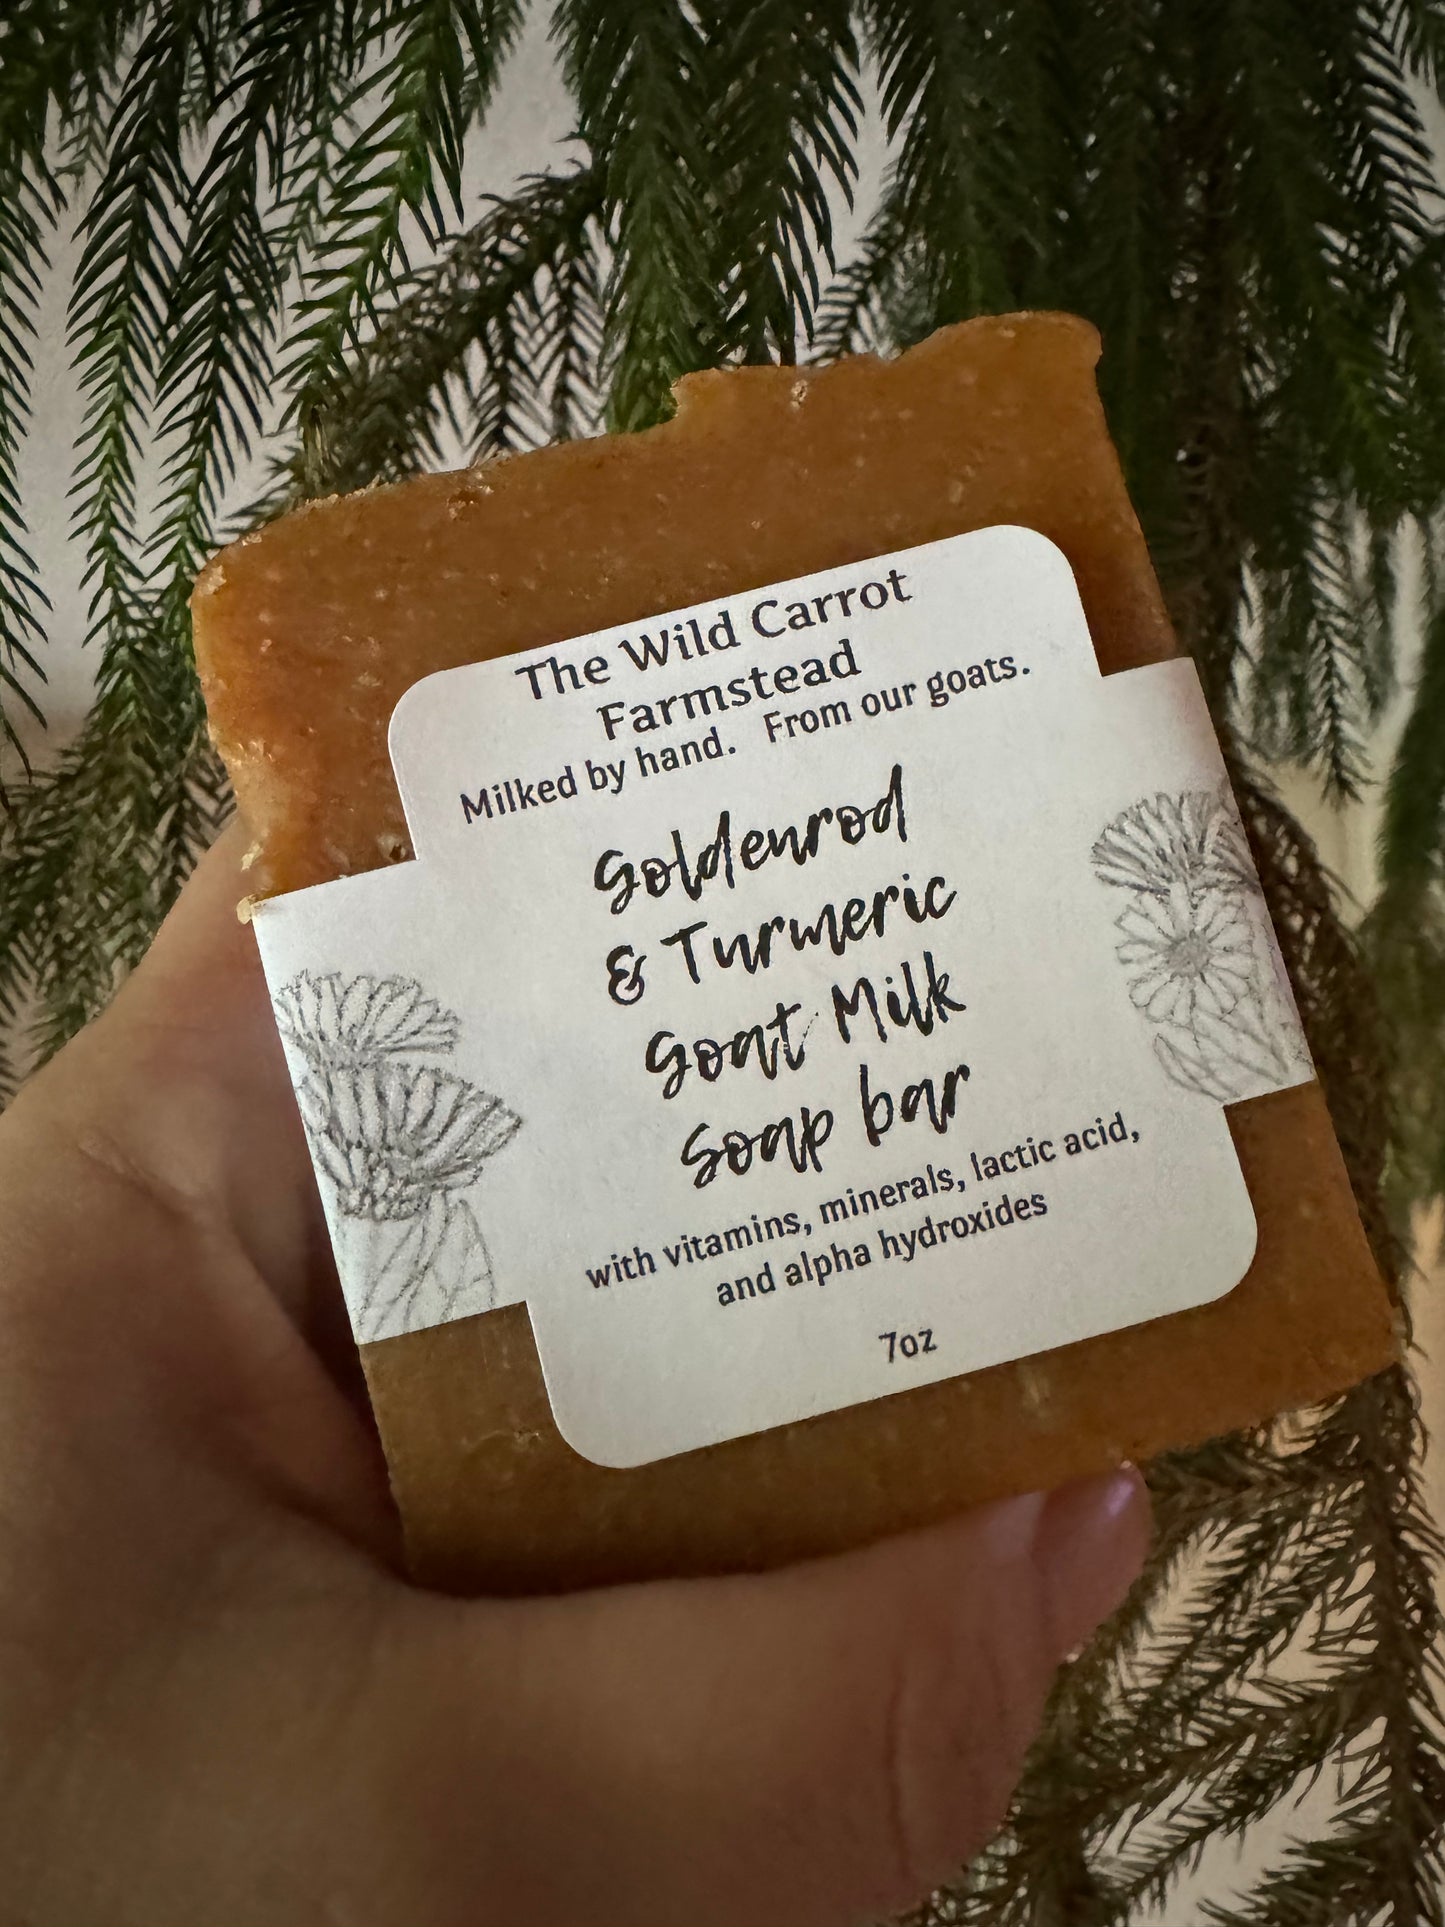 The Wild Carrot
Farmstead
Milked by hand. From our goats.
Goldenrod
& Turmeric
Goat Milk
Soap bar
with vitamins, minerals, lactic acid,
and alpha hydroxides
7oz